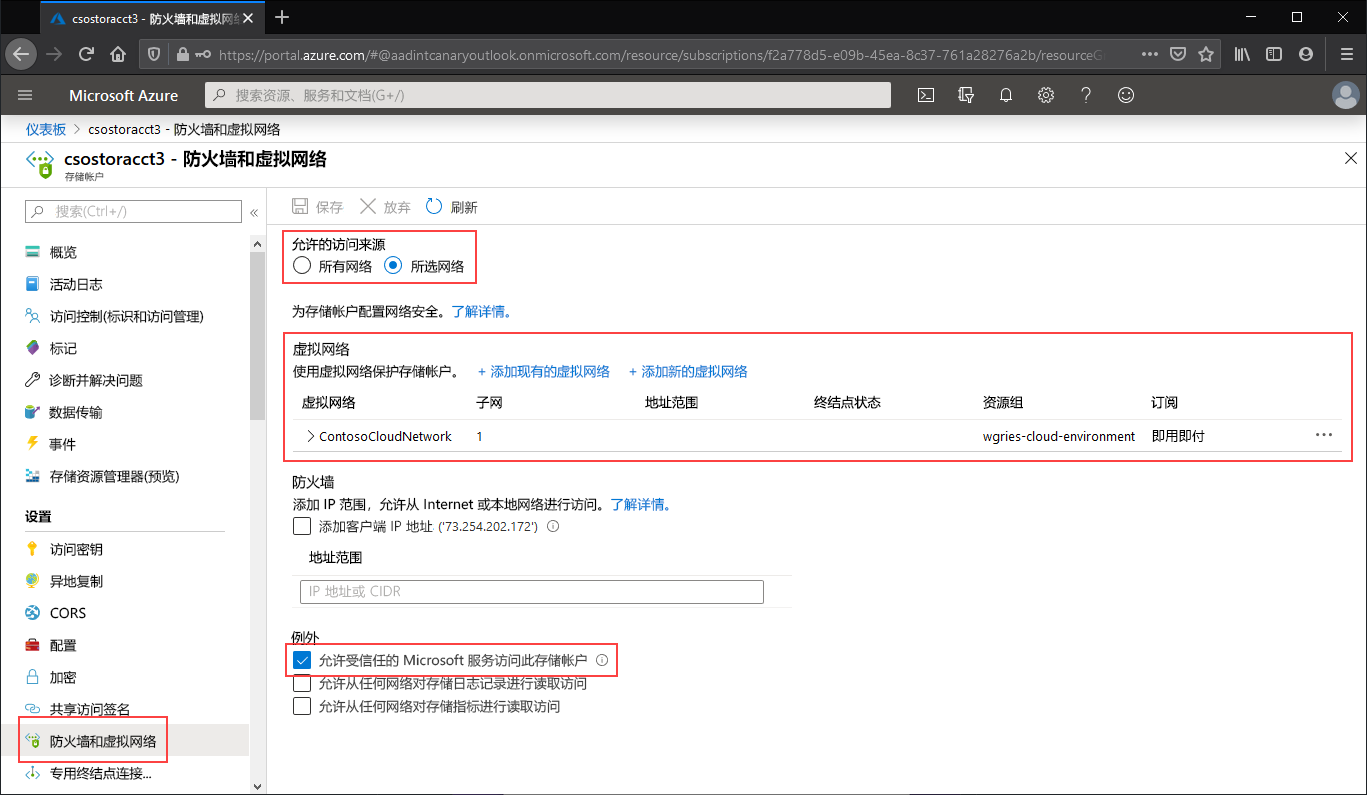 csostoracct3 - 防火墙和虚拟网络
https://portal.azure.com/#@aadintcanaryoutlook.onmicrosoft.com/resource/subscriptions/f2a778d5-e09b-45ea-8c37-761a28276a2b/resourceG
Microsoft Azure
搜索资源、服务和文档(G+/)
仪表板 > csostoracct3 - 防火墙和虚拟网络
csostoracct3 - 防火墙和虚拟网络
存储帐户
搜索(Ctrl+/)
概览
活动日志
访问控制(标识和访问管理)
标记
诊断并解决问题
数据传输
事件
存储资源管理器(预览)
设置
访问密钥
异地复制
CORS
配置
加密
共享访问签名
防火墙和虚拟网络
专用终结点连接...
保存 放弃 刷新
允许的访问来源
所有网络 所选网络
为存储帐户配置网络安全。了解详情。
虚拟网络
使用虚拟网络保护存储帐户。 + 添加现有的虚拟网络 + 添加新的虚拟网络
虚拟网络 子网 地址范围 终结点状态 资源组 订阅
ContosoCloudNetwork 1 wgries-cloud-environment 即用即付
防火墙
添加 IP 范围，允许从 Internet 或本地网络进行访问。了解详情。
添加客户端 IP 地址 ('73.254.202.172')
地址范围
IP 地址或 CIDR
例外
允许受信任的 Microsoft 服务访问此存储帐户
允许从任何网络对存储日志记录进行读取访问
允许从任何网络对存储指标进行读取访问